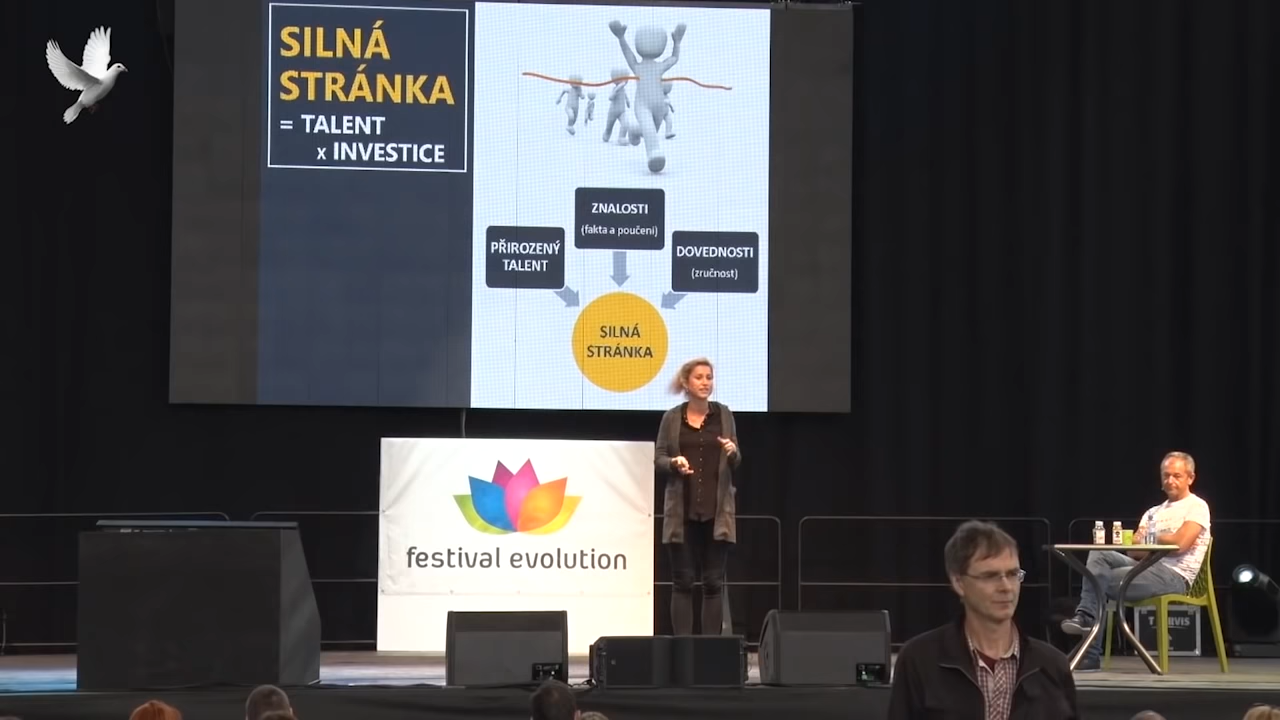 SILNÁ
STRÁNKA
= TALENT
x INVESTICE
ZNALOSTI
(fakta a poučení)
PŘIROZENÝ
TALENT
DOVEDNOSTI
(zručnost)
SILNÁ
STRÁNKA
festival evolution